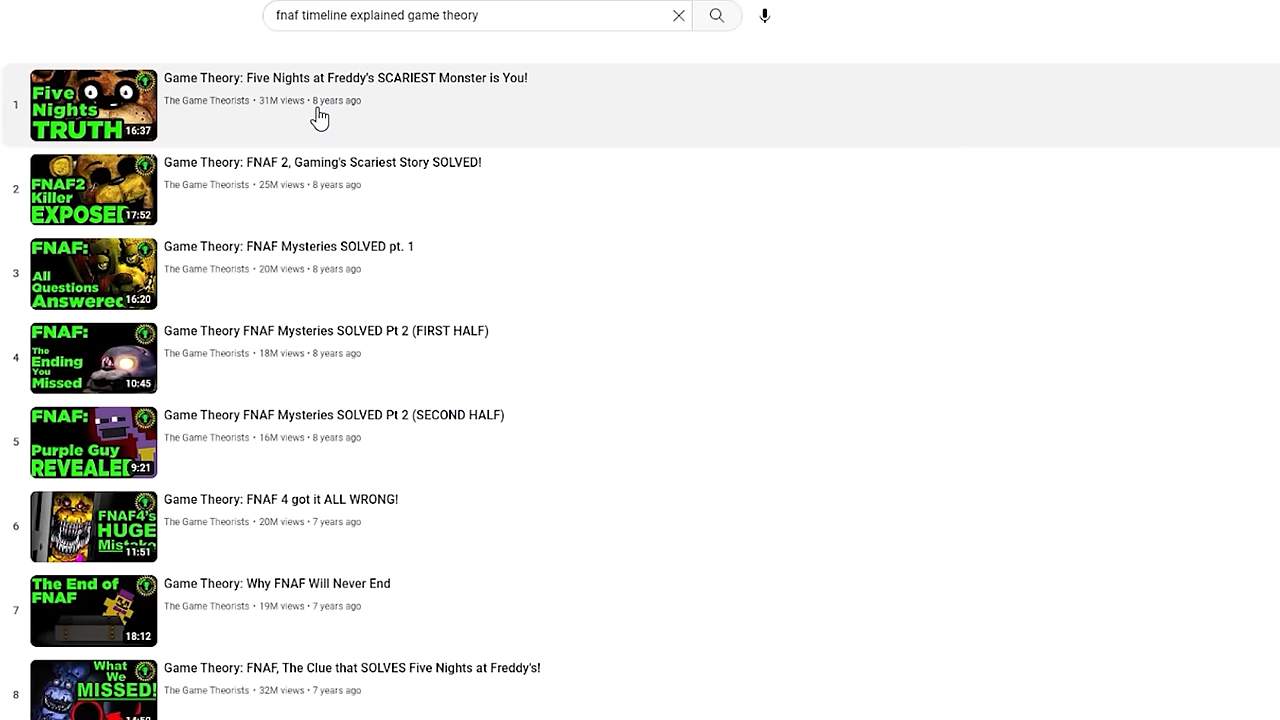 fnaf timeline explained game theory
1
Five
Nights
TRUTH
16:37
Game Theory: Five Nights at Freddy's SCARIEST Monster is You!
The Game Theorists • 31M views • 8 years ago
2
FNAF2
Killer
EXPOSED
17:52
Game Theory: FNAF 2, Gaming's Scariest Story SOLVED!
The Game Theorists • 25M views • 8 years ago
3
FNAF:
All
Questions
Answered
16:20
Game Theory: FNAF Mysteries SOLVED pt. 1
The Game Theorists • 20M views • 8 years ago
4
FNAF:
The
Ending
You
Missed
10:45
Game Theory FNAF Mysteries SOLVED Pt 2 (FIRST HALF)
The Game Theorists • 18M views • 8 years ago
5
FNAF:
Purple Guy
REVEALED
9:21
Game Theory FNAF Mysteries SOLVED Pt 2 (SECOND HALF)
The Game Theorists • 16M views • 8 years ago
6
FNAF4's
HUGE
Mistake
11:51
Game Theory: FNAF 4 got it ALL WRONG!
The Game Theorists • 20M views • 7 years ago
7
The End of
FNAF
18:12
Game Theory: Why FNAF Will Never End
The Game Theorists • 19M views • 7 years ago
8
What
We
MISSED!
Game Theory: FNAF, The Clue that SOLVES Five Nights at Freddy's!
The Game Theorists • 32M views • 7 years ago